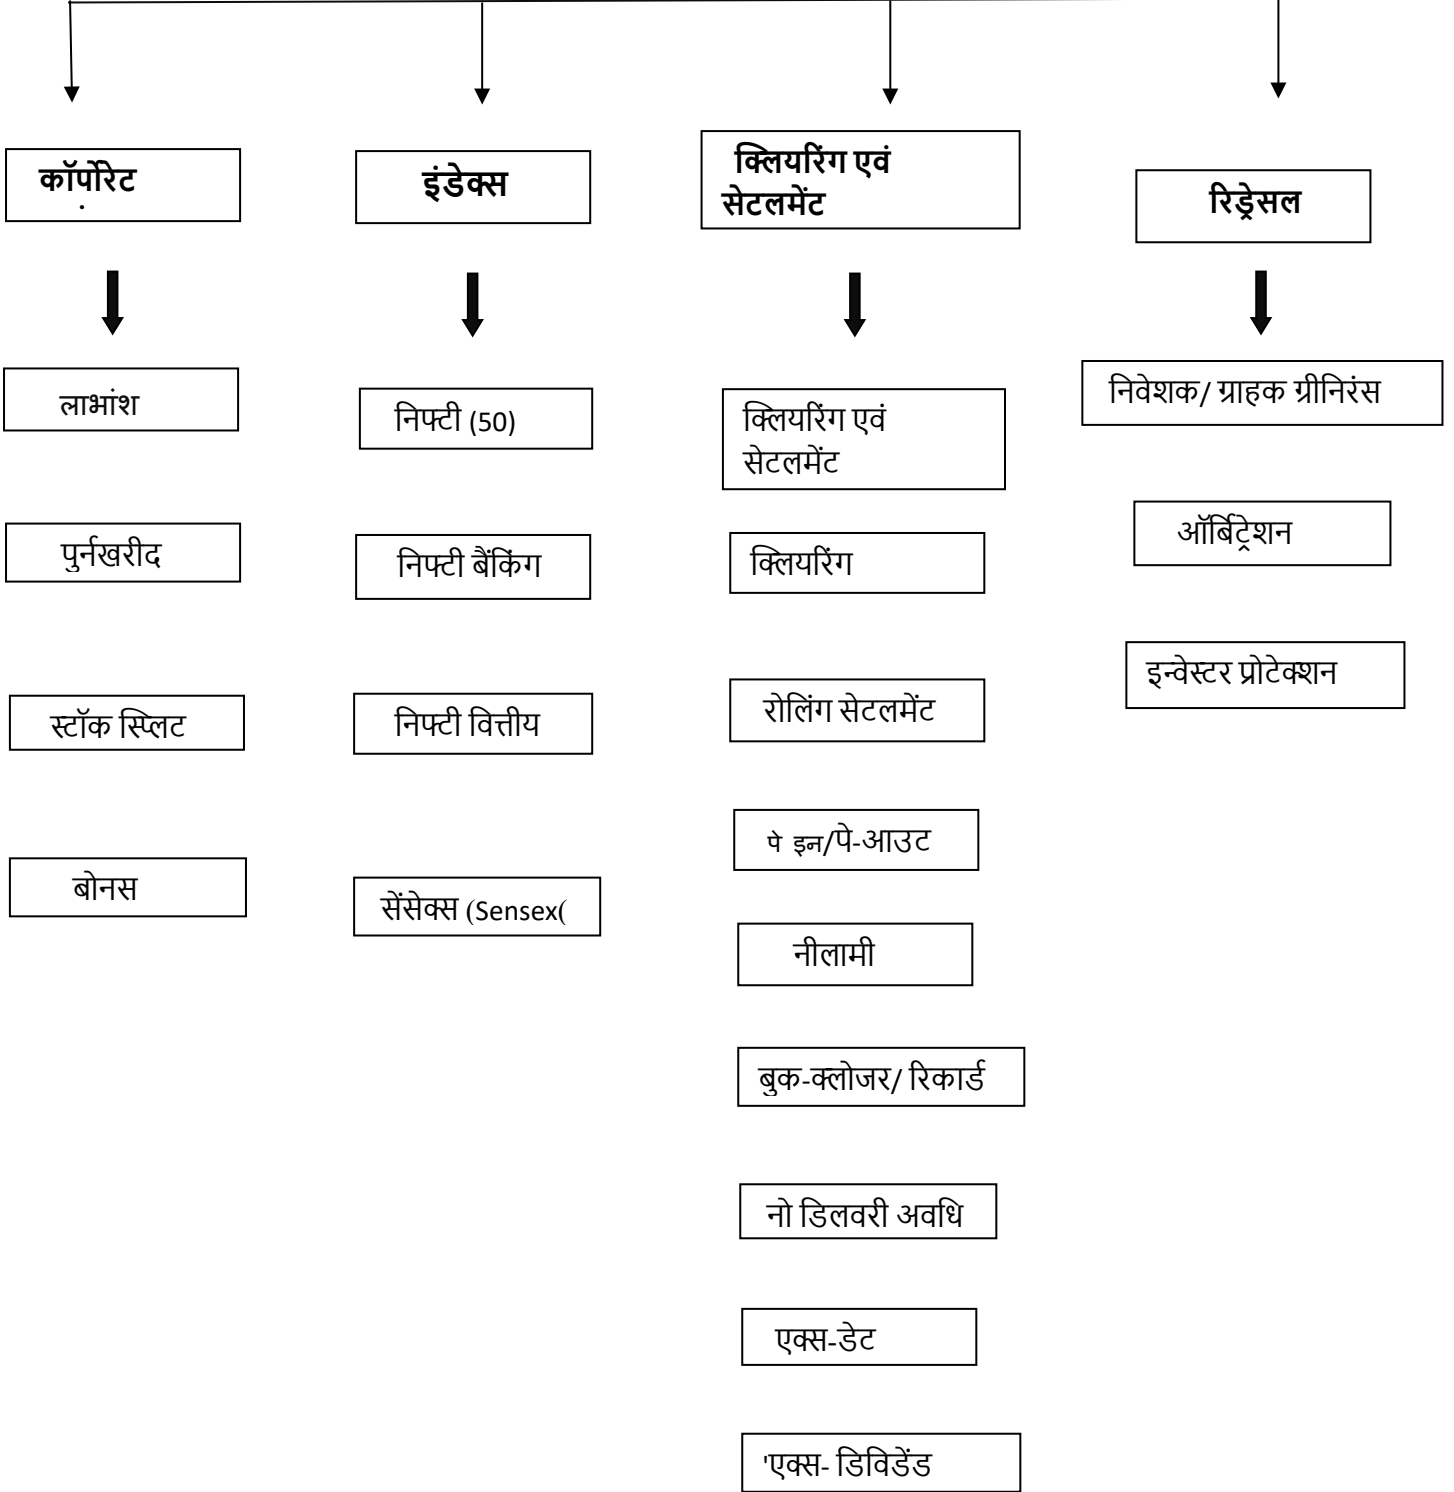 कॉर्पोरेट
इंडेक्स
क्लियरिंग एवं
सेटलमेंट
रिड्रेसल
लाभांश
पुर्नखरीद
स्टॉक स्प्लिट
बोनस
निफ्टी (50)
निफ्टी बैंकिंग
निफ्टी वित्तीय
सेंसेक्स (Sensex(
क्लियरिंग एवं
सेटलमेंट
क्लियरिंग
रोलिंग सेटलमेंट
पे इन/पे-आउट
नीलामी
बुक-क्लोजर/ रिकार्ड
नो डिलवरी अवधि
एक्स-डेट
'एक्स- डिविडेंड
निवेशक/ ग्राहक ग्रीनिरंस
ऑर्बिट्रेशन
इन्वेस्टर प्रोटेक्शन